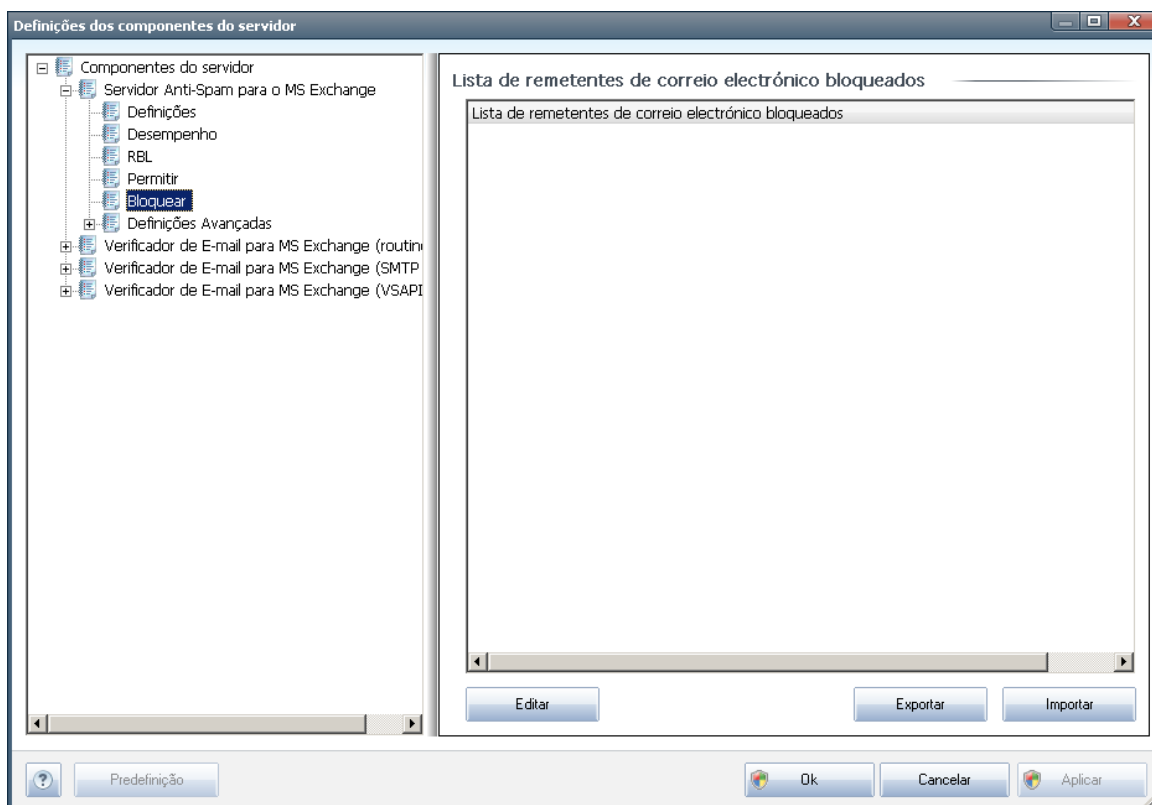 Definições dos componentes do servidor
Componentes do servidor
Servidor Anti-Spam para o MS Exchange
Definições
Desempenho
RBL
Permitir
Bloquear
Definições Avançadas
Verificador de E-mail para MS Exchange (routing
Verificador de E-mail para MS Exchange (SMTP
Verificador de E-mail para MS Exchange (VSAPI
Lista de remetentes de correio electrónico bloqueados
Lista de remetentes de correio electrónico bloqueados
Editar
Exportar
Importar
?
Predefinição
Ok
Cancelar
Aplicar